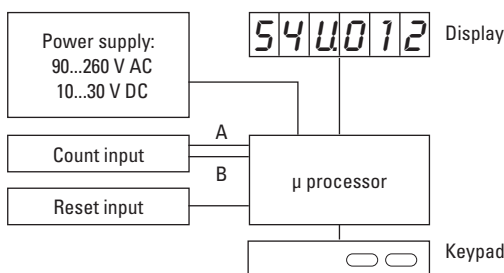 Power supply:
90...260 V AC
10...30 V DC
54U.012
Display
Count input
A
B
µ processor
Reset input
Keypad